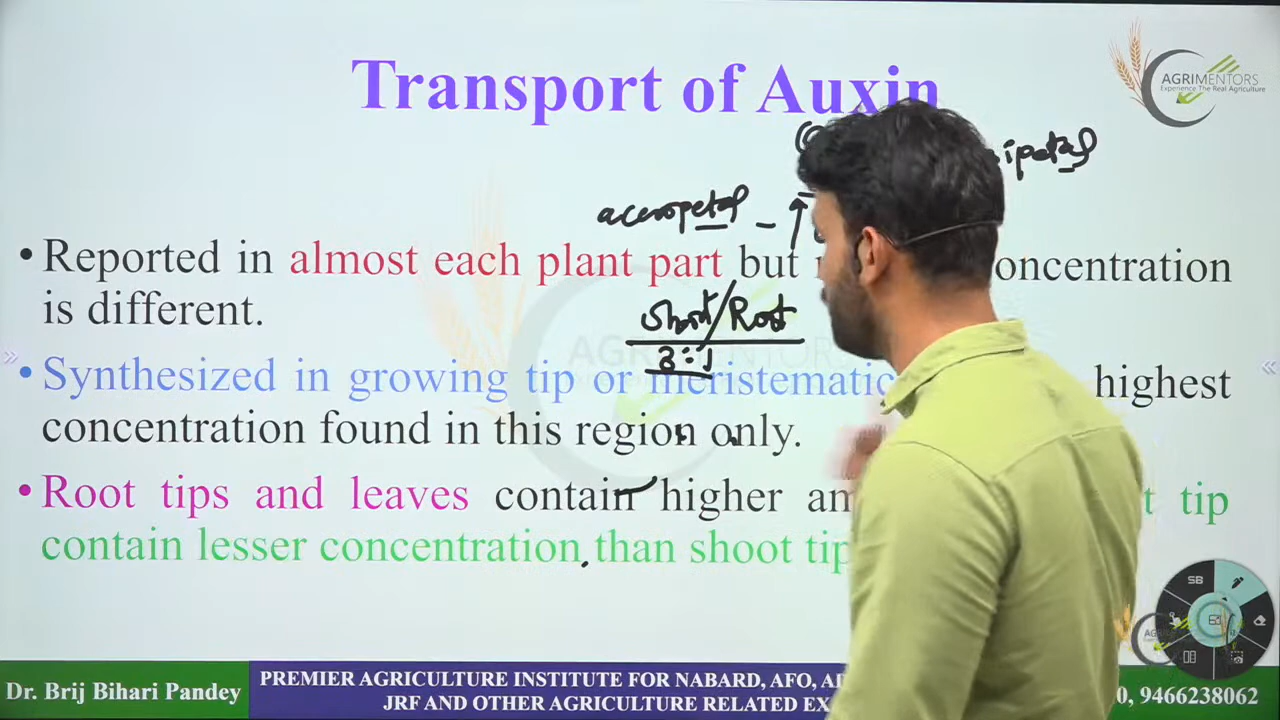 Transport of Auxin
AGRIMENTORS
Experience The Real Agriculture
ipetal
acropetal
• Reported in almost each plant part but oncentration
is different.
Shoot/Root
3:1
• Synthesized in growing tip or meristematic highest
concentration found in this region only.
• Root tips and leaves contain higher am t tip
contain lesser concentration than shoot tip
SB
Dr. Brij Bihari Pandey
PREMIER AGRICULTURE INSTITUTE FOR NABARD, AFO, A
JRF AND OTHER AGRICULTURE RELATED EX
0, 9466238062